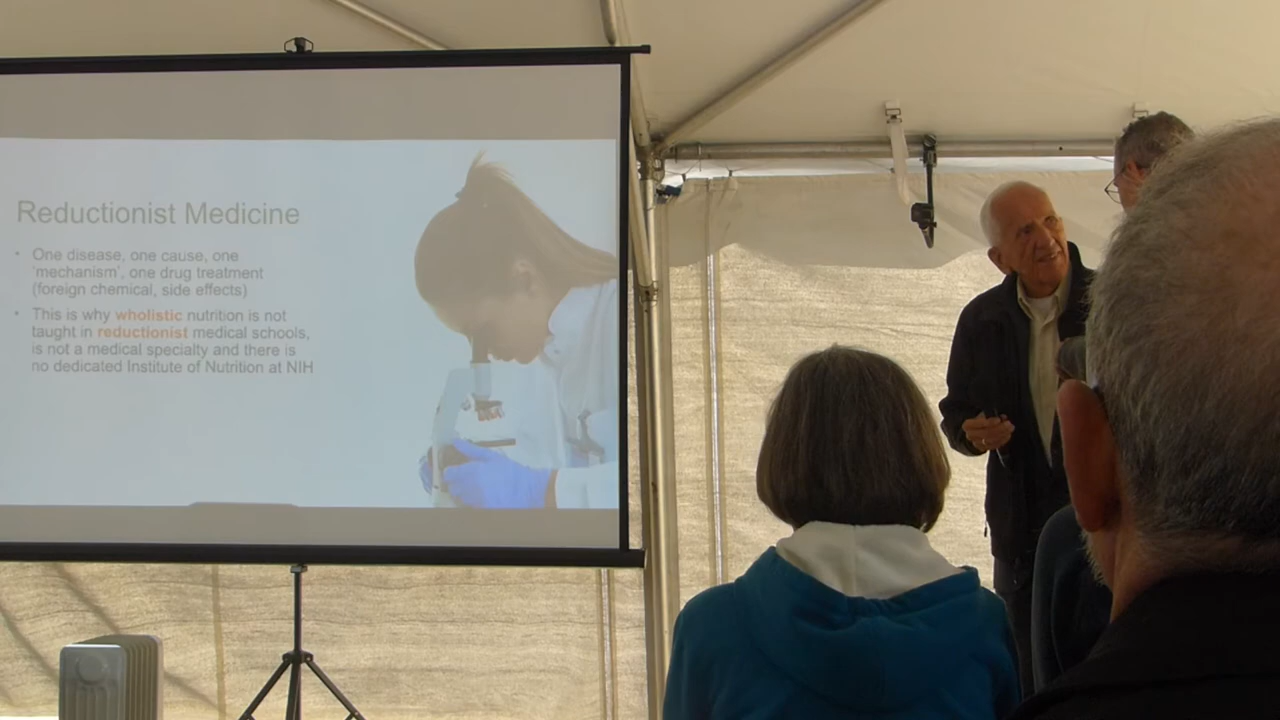 Reductionist Medicine
• One disease, one cause, one
'mechanism', one drug treatment
(foreign chemical, side effects)
• This is why wholistic nutrition is not
taught in reductionist medical schools,
is not a medical specialty and there is
no dedicated Institute of Nutrition at NIH